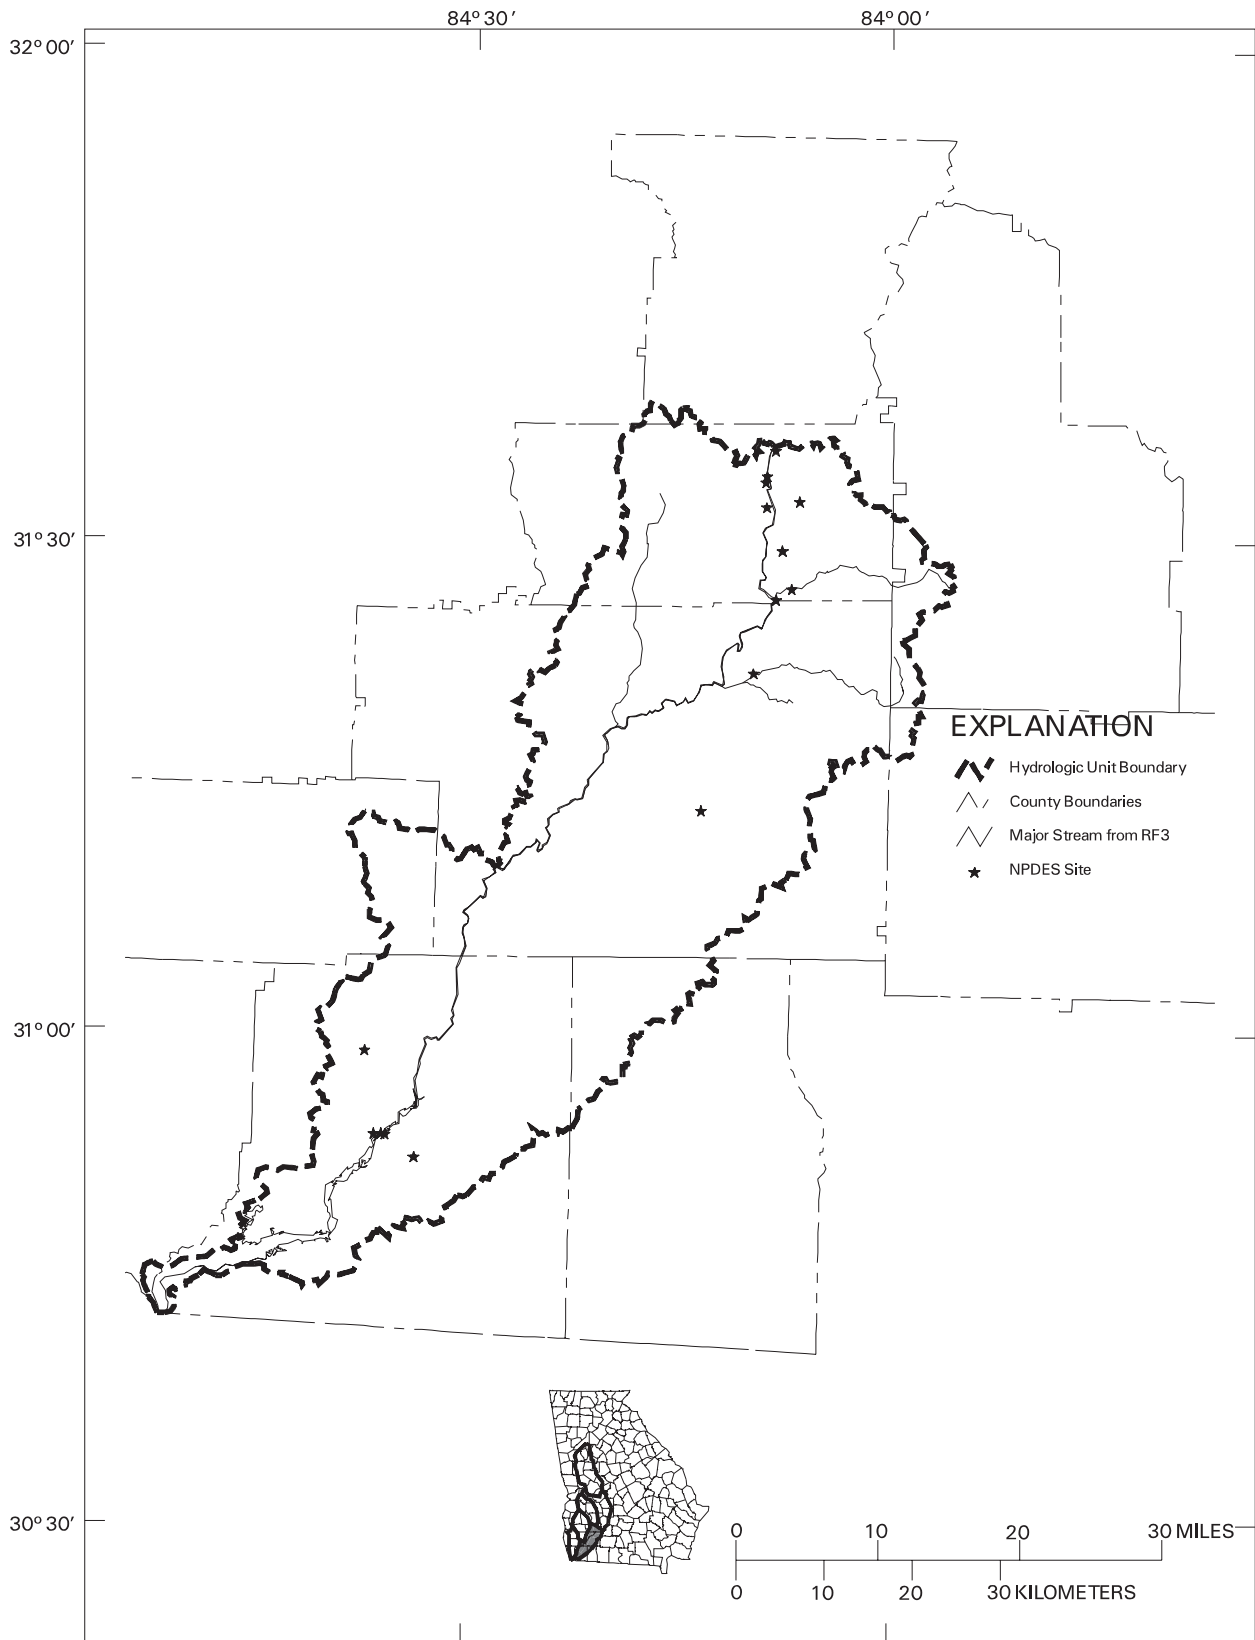 84° 30′
84° 00′
32° 00′
31° 30′
EXPLANATION
Hydrologic Unit Boundary
County Boundaries
Major Stream from RF3
NPDES Site
31° 00′
30° 30′
0 10 20 30 MILES
0 10 20 30 KILOMETERS